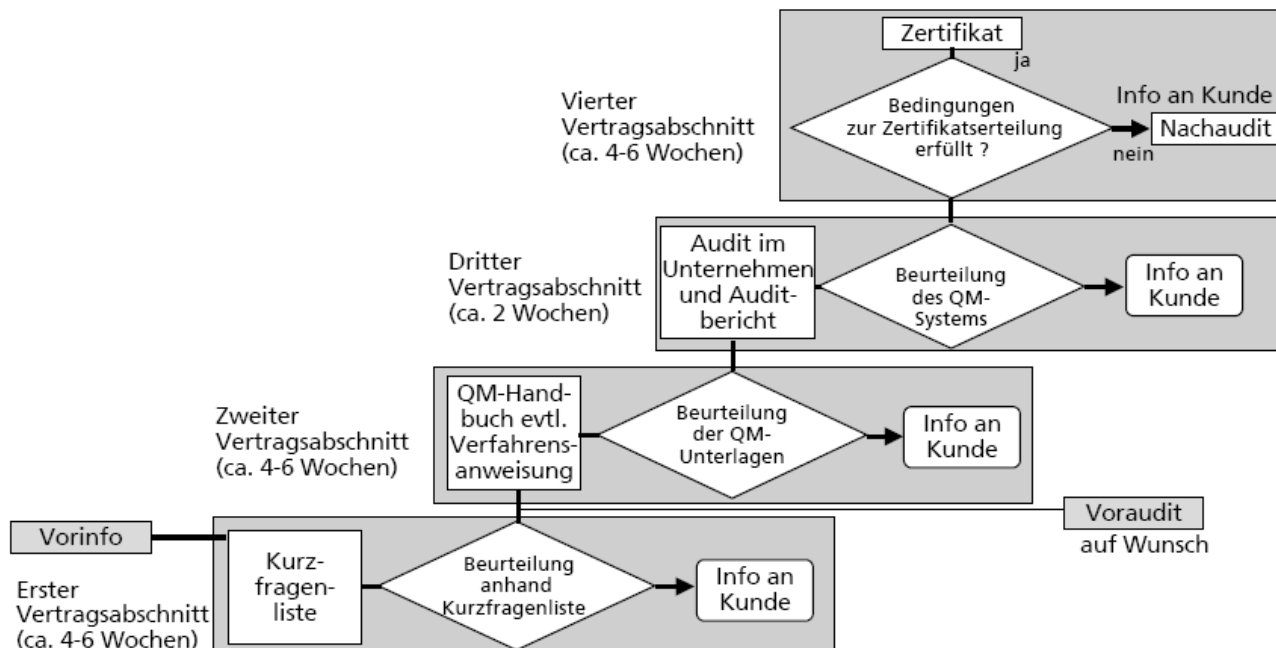 Zertifikat
ja
Vierter
Vertragsabschnitt
(ca. 4-6 Wochen)
Bedingungen
zur Zertifikatserteilung
erfüllt ?
Info an Kunde
Nachaudit
nein
Dritter
Vertragsabschnitt
(ca. 2 Wochen)
Audit im
Unternehmen
und Audit-
bericht
Beurteilung
des QM-
Systems
Info an
Kunde
Zweiter
Vertragsabschnitt
(ca. 4-6 Wochen)
QM-Hand-
buch evtl.
Verfahrens-
anweisung
Beurteilung
der QM-
Unterlagen
Info an
Kunde
Vorinfo
Voraudit
auf Wunsch
Erster
Vertragsabschnitt
(ca. 4-6 Wochen)
Kurz-
fragen-
liste
Beurteilung
anhand
Kurzfragenliste
Info an
Kunde